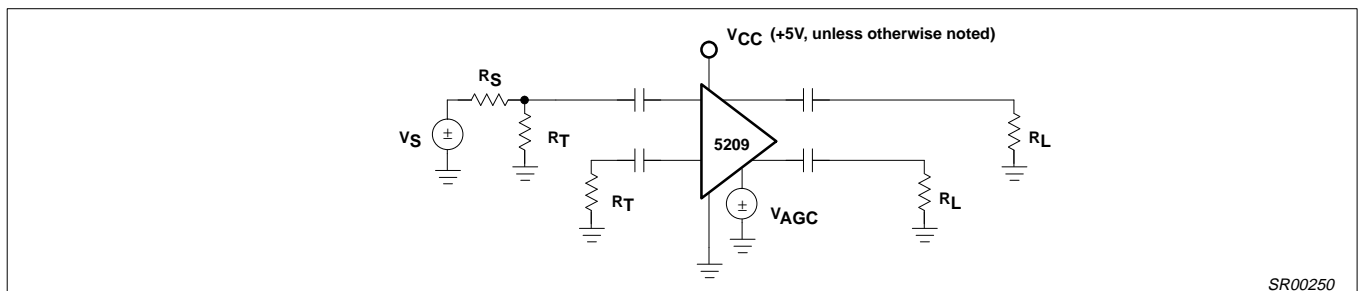 VCC (+5V, unless otherwise noted)
RS
VS
±
RT
5209
RL
RT
±
VAGC
RL
SR00250